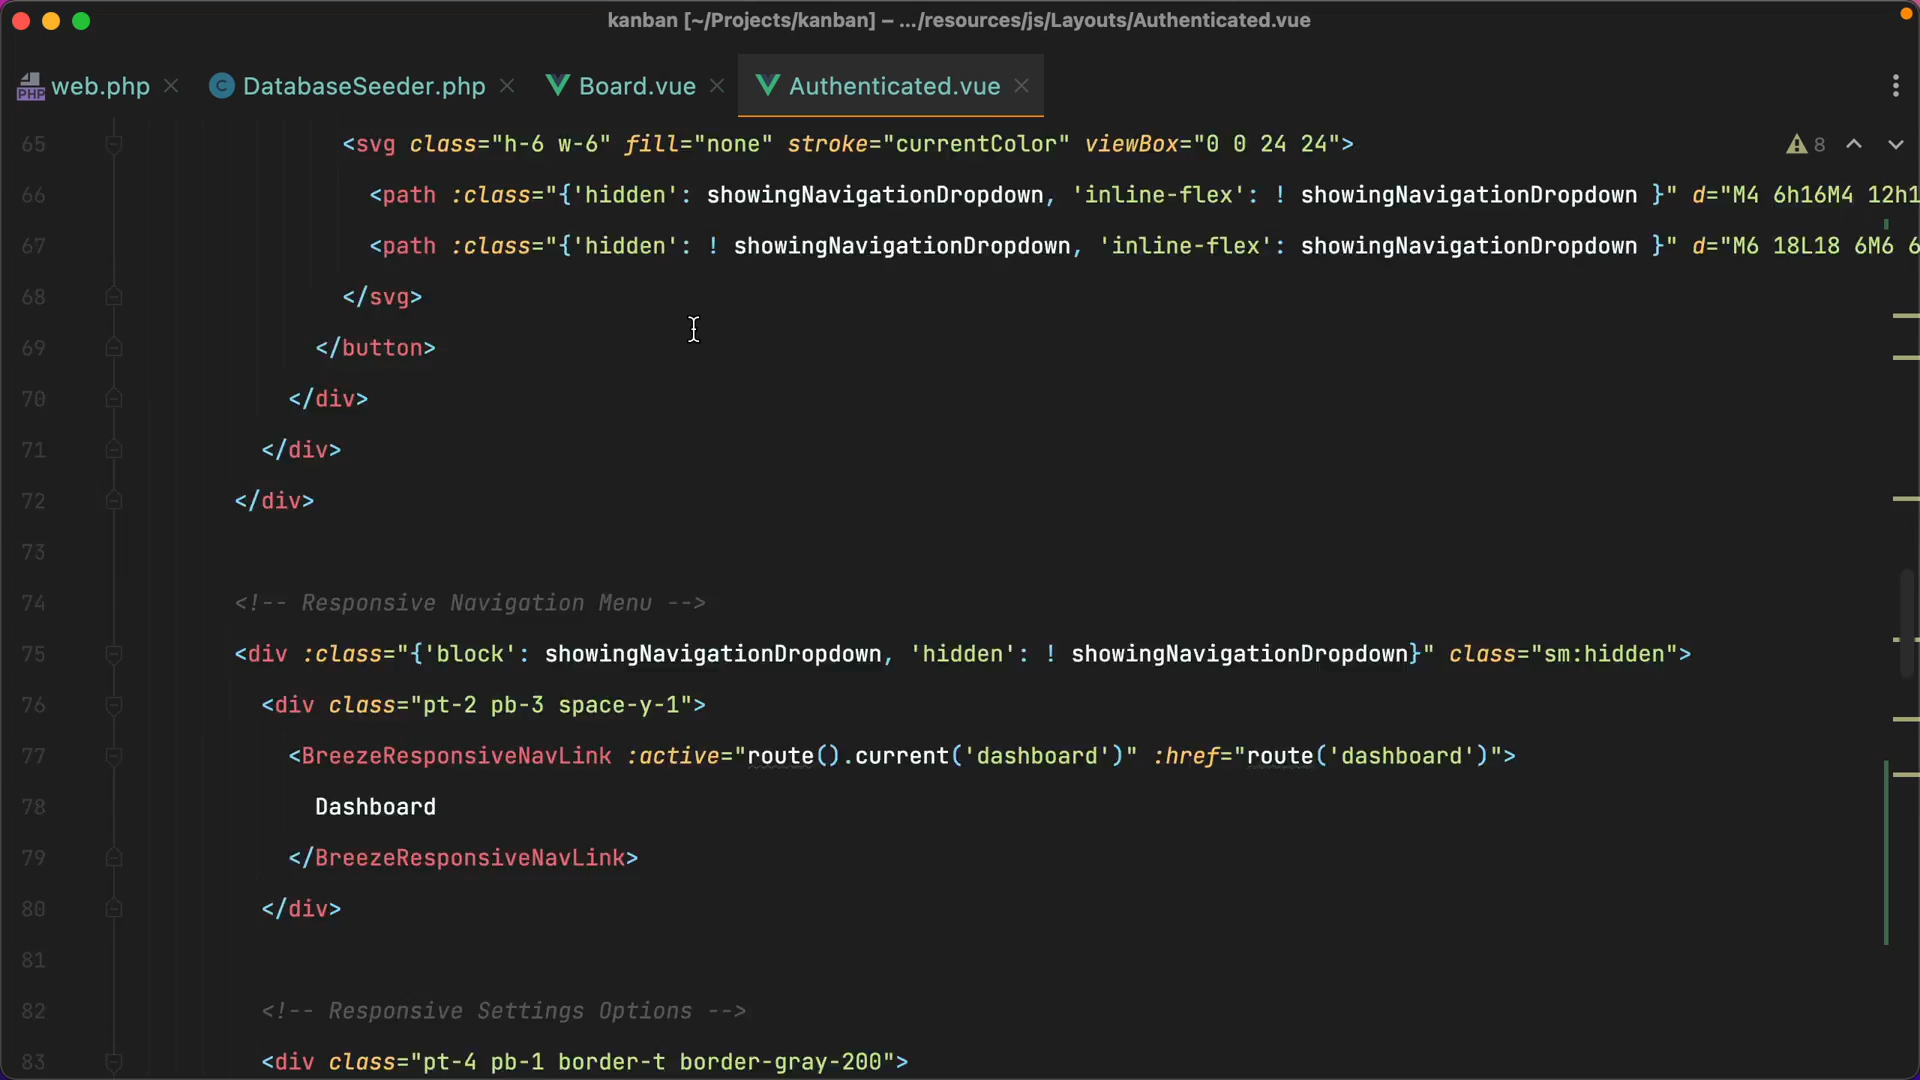 kanban [~/Projects/kanban] – .../resources/js/Layouts/Authenticated.vue
web.php DatabaseSeeder.php Board.vue Authenticated.vue
65 <svg class="h-6 w-6" fill="none" stroke="currentColor" viewBox="0 0 24 24"> 8
66 <path :class="{'hidden': showingNavigationDropdown, 'inline-flex': ! showingNavigationDropdown }" d="M4 6h16M4 12h1
67 <path :class="{'hidden': ! showingNavigationDropdown, 'inline-flex': showingNavigationDropdown }" d="M6 18L18 6M6 6
68 </svg>
69 </button>
70 </div>
71 </div>
72 </div>
73
74 <!-- Responsive Navigation Menu -->
75 <div :class="{'block': showingNavigationDropdown, 'hidden': ! showingNavigationDropdown}" class="sm:hidden">
76 <div class="pt-2 pb-3 space-y-1">
77 <BreezeResponsiveNavLink :active="route().current('dashboard')" :href="route('dashboard')">
78 Dashboard
79 </BreezeResponsiveNavLink>
80 </div>
81
82 <!-- Responsive Settings Options -->
83 <div class="pt-4 pb-1 border-t border-gray-200">